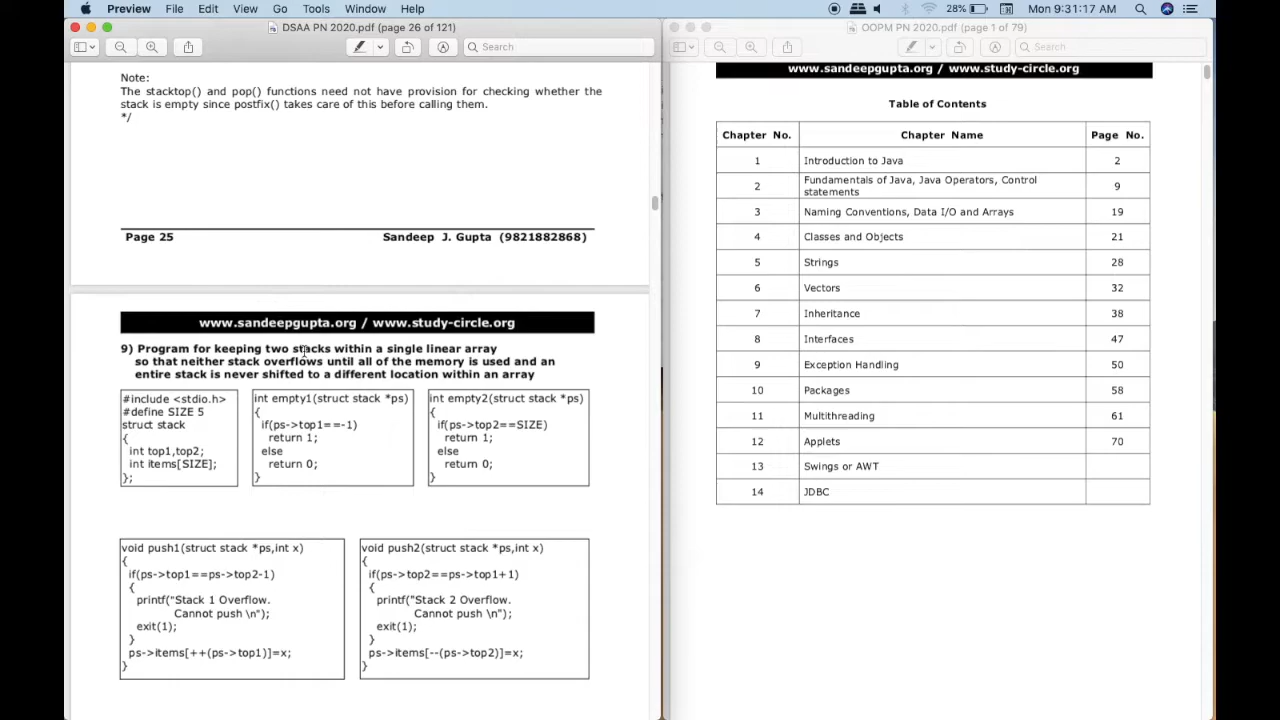 Preview File Edit View Go Tools Window Help 28% Mon 9:31:17 AM
DSAA PN 2020.pdf (page 26 of 121)
Search
Note:
The stacktop() and pop() functions need not have provision for checking whether the
stack is empty since postfix() takes care of this before calling them.
*/
Page 25 Sandeep J. Gupta (9821882868)
www.sandeepgupta.org / www.study-circle.org
9) Program for keeping two stacks within a single linear array
so that neither stack overflows until all of the memory is used and an
entire stack is never shifted to a different location within an array
#include <stdio.h>
#define SIZE 5
struct stack
{
int top1,top2;
int items[SIZE];
};
int empty1(struct stack *ps)
{
if(ps->top1==-1)
return 1;
else
return 0;
}
int empty2(struct stack *ps)
{
if(ps->top2==SIZE)
return 1;
else
return 0;
}
void push1(struct stack *ps,int x)
{
if(ps->top1==ps->top2-1)
{
printf("Stack 1 Overflow.
Cannot push \n");
exit(1);
}
ps->items[++(ps->top1)]=x;
}
void push2(struct stack *ps,int x)
{
if(ps->top2==ps->top1+1)
{
printf("Stack 2 Overflow.
Cannot push \n");
exit(1);
}
ps->items[--(ps->top2)]=x;
}
OOPM PN 2020.pdf (page 1 of 79)
Search
www.sandeepgupta.org / www.study-circle.org
Table of Contents
Chapter No. Chapter Name Page No.
1 Introduction to Java 2
2 Fundamentals of Java, Java Operators, Control
statements 9
3 Naming Conventions, Data I/O and Arrays 19
4 Classes and Objects 21
5 Strings 28
6 Vectors 32
7 Inheritance 38
8 Interfaces 47
9 Exception Handling 50
10 Packages 58
11 Multithreading 61
12 Applets 70
13 Swings or AWT
14 JDBC